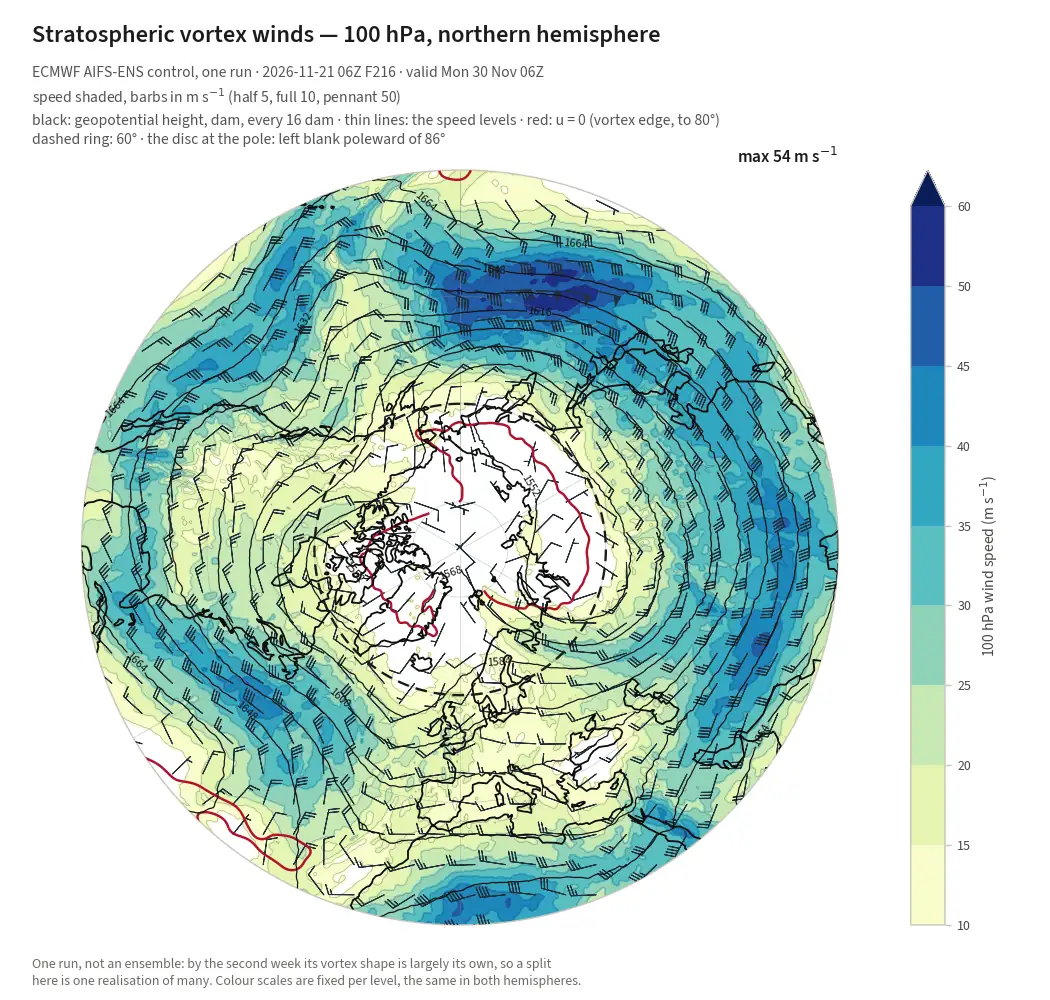 Stratospheric vortex winds — 100 hPa, northern hemisphere
ECMWF AIFS-ENS control, one run · 2026-11-21 06Z F216 · valid Mon 30 Nov 06Z
speed shaded, barbs in m s⁻¹ (half 5, full 10, pennant 50)
black: geopotential height, dam, every 16 dam · thin lines: the speed levels · red: u = 0 (vortex edge, to 80°)
dashed ring: 60° · the disc at the pole: left blank poleward of 86°
max 54 m s⁻¹
60
50
45
40
35
30
25
20
15
10
100 hPa wind speed (m s⁻¹)
1664
1664
1616
1632
1664
1552
1568
1664
1648
1600
One run, not an ensemble: by the second week its vortex shape is largely its own, so a split
here is one realisation of many. Colour scales are fixed per level, the same in both hemispheres.